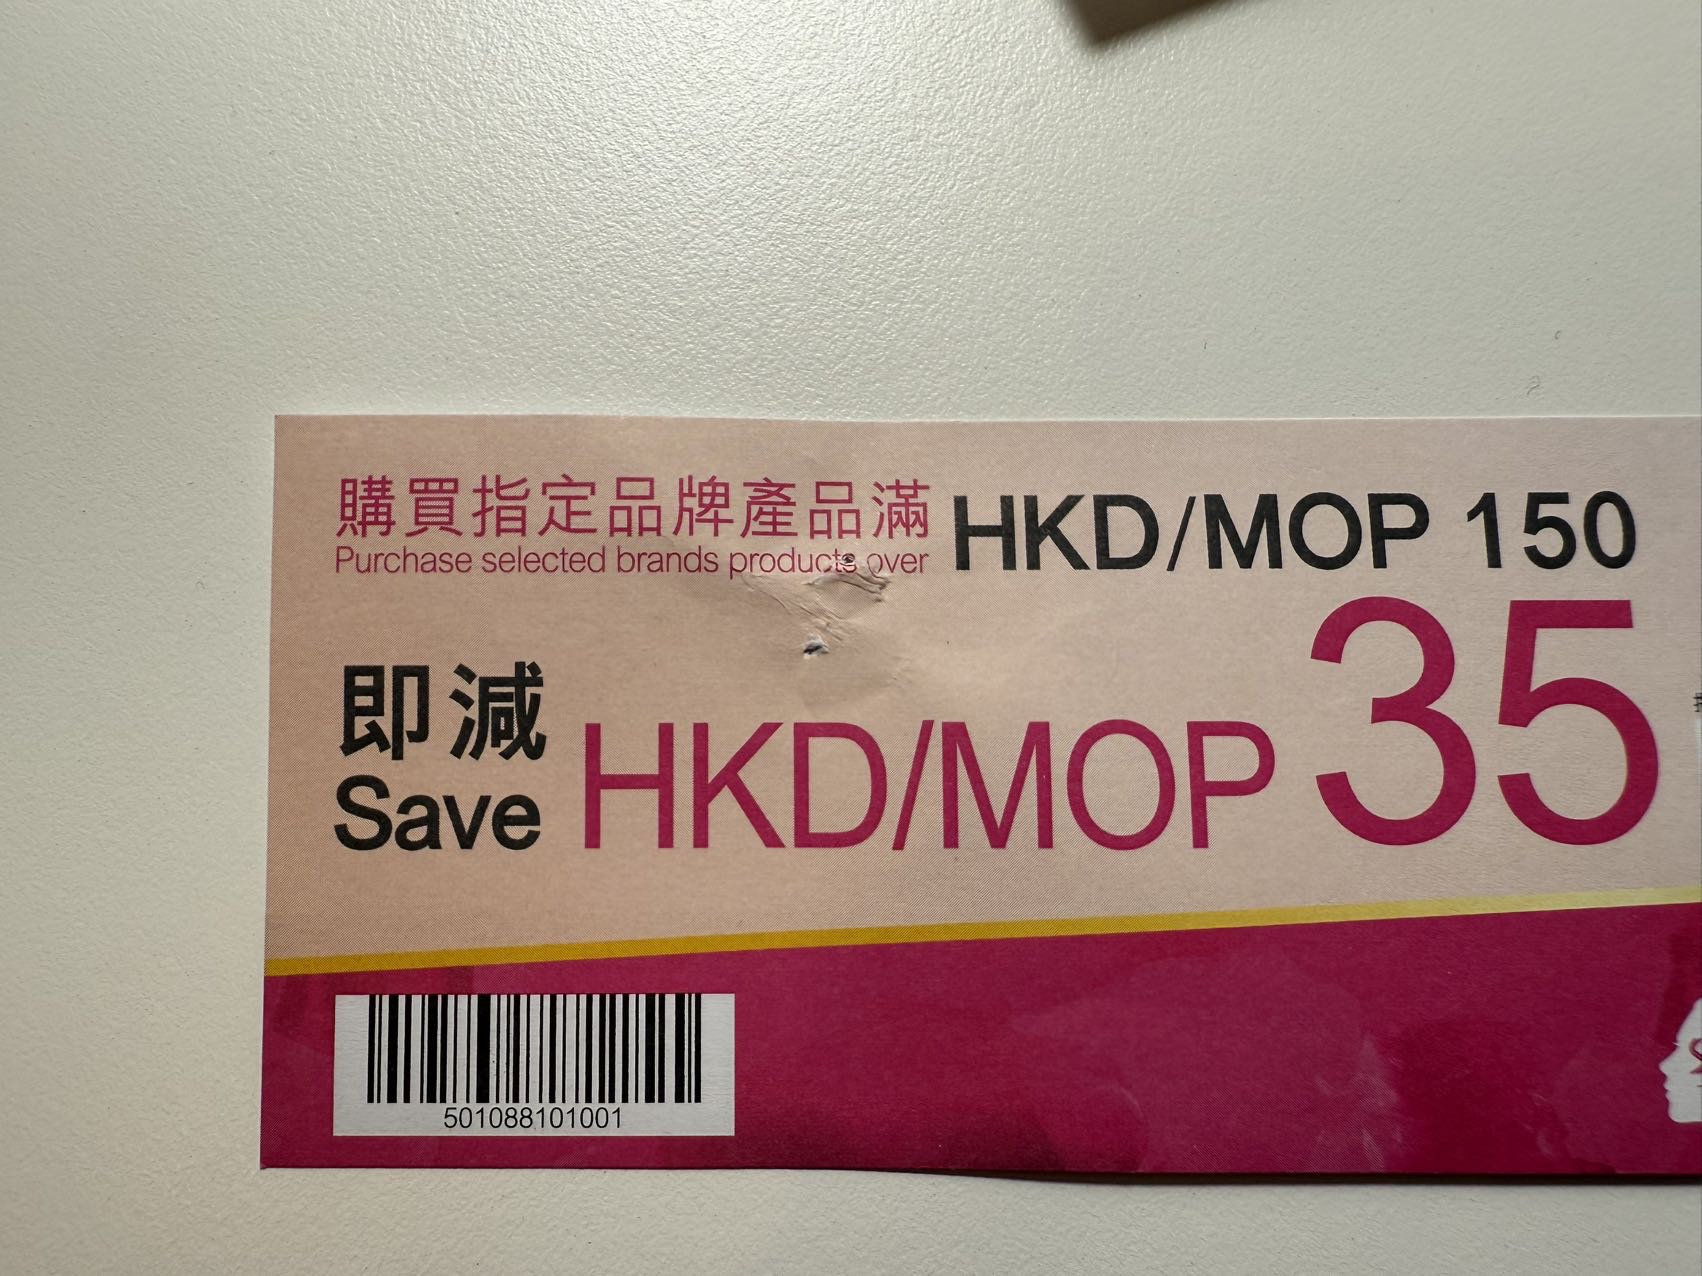 購買指定品牌產品滿 HKD/MOP 150
Purchase selected brands products over
即減
Save HKD/MOP 35
501088101001